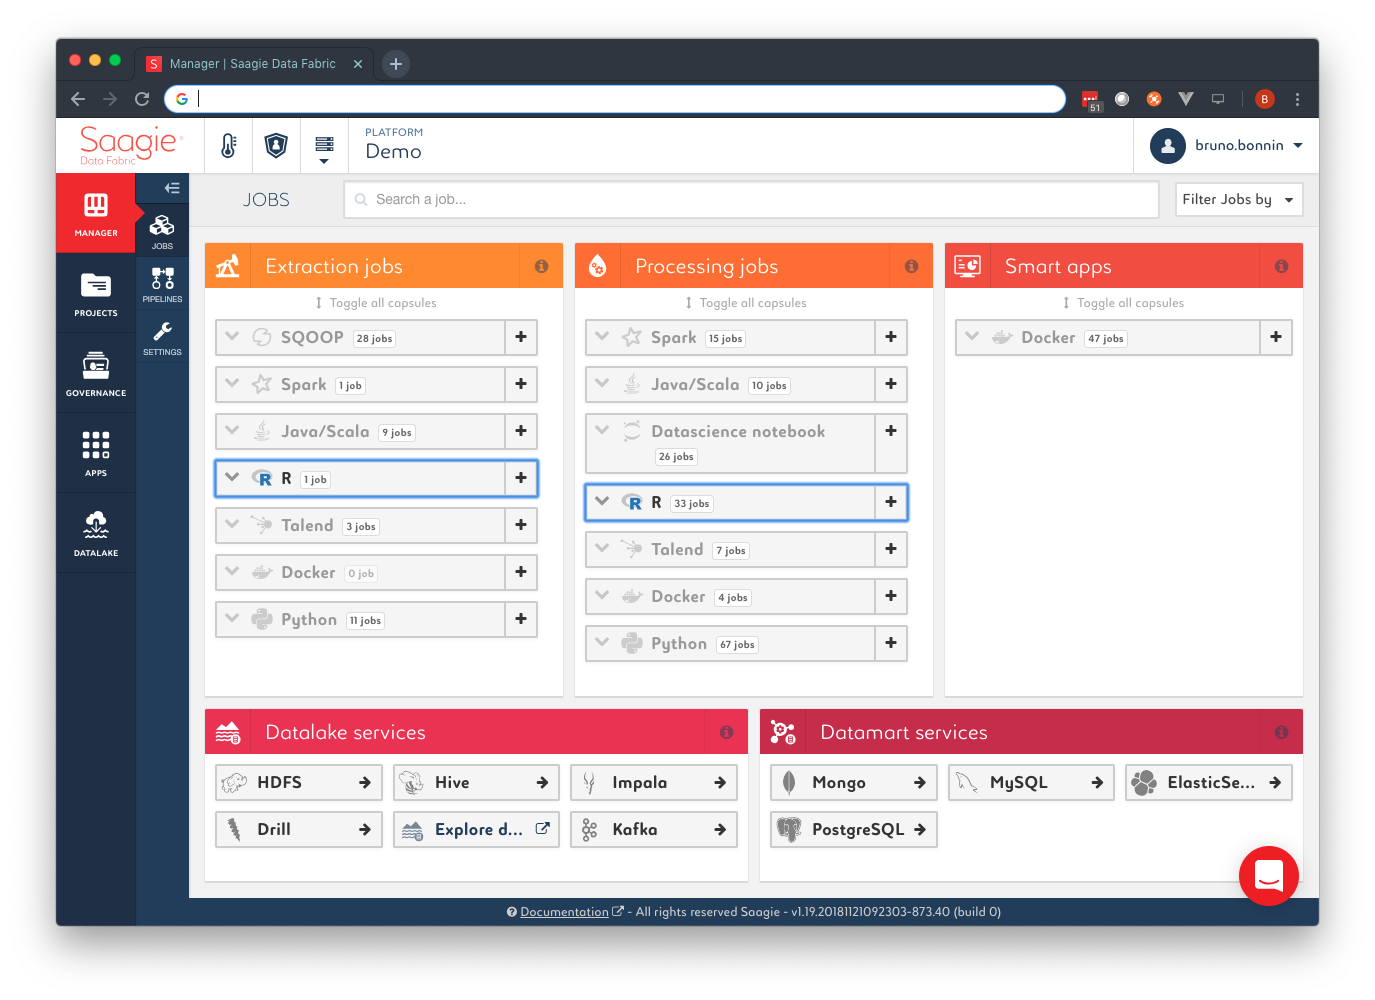 S Manager | Saagie Data Fabric
51
B
Saagie
Data Fabric
PLATFORM
Demo
bruno.bonnin
MANAGER
PROJECTS
GOVERNANCE
APPS
DATALAKE
JOBS
PIPELINES
SETTINGS
JOBS
Search a job...
Filter Jobs by
Extraction jobs
Toggle all capsules
SQOOP 28 jobs
Spark 1 job
Java/Scala 9 jobs
R 1 job
Talend 3 jobs
Docker 0 job
Python 11 jobs
Processing jobs
Toggle all capsules
Spark 15 jobs
Java/Scala 10 jobs
Datascience notebook
26 jobs
R 33 jobs
Talend 7 jobs
Docker 4 jobs
Python 67 jobs
Smart apps
Toggle all capsules
Docker 47 jobs
Datalake services
HDFS
Hive
Impala
Drill
Explore d...
Kafka
Datamart services
Mongo
MySQL
ElasticSe...
PostgreSQL
Documentation - All rights reserved Saagie - v1.19.20181121092303-873.40 (build 0)